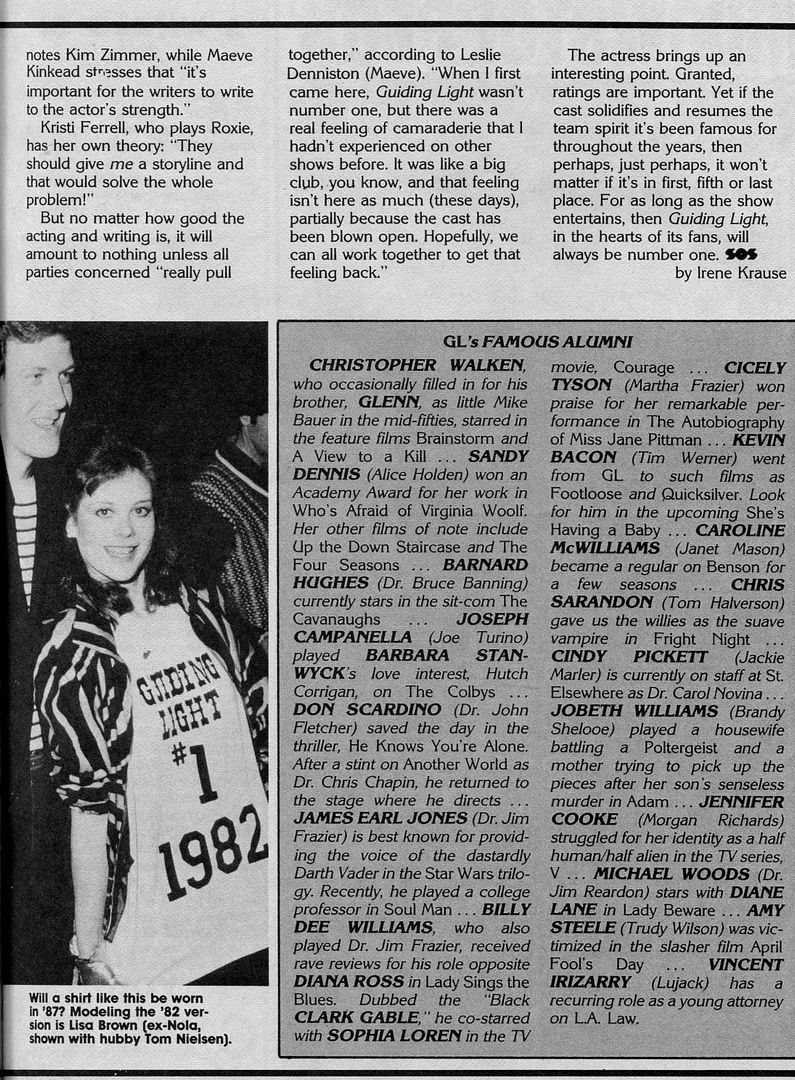 notes Kim Zimmer, while Maeve
Kinkead stresses that “it’s
important for the writers to write
to the actor’s strength.”
Kristi Ferrell, who plays Roxie,
has her own theory: “They
should give me a storyline and
that would solve the whole
problem!”
But no matter how good the
acting and writing is, it will
amount to nothing unless all
parties concerned “really pull
together,” according to Leslie
Denniston (Maeve). “When I first
came here, Guiding Light wasn’t
number one, but there was a
real feeling of camaraderie that I
hadn’t experienced on other
shows before. It was like a big
club, you know, and that feeling
isn’t here as much (these days),
partially because the cast has
been blown open. Hopefully, we
can all work together to get that
feeling back.”
The actress brings up an
interesting point. Granted,
ratings are important. Yet if the
cast solidifies and resumes the
team spirit it’s been famous for
throughout the years, then
perhaps, just perhaps, it won’t
matter if it’s in first, fifth or last
place. For as long as the show
entertains, then Guiding Light,
in the hearts of its fans, will
always be number one. SOS
by Irene Krause
GUIDING
LIGHT
#1
1982
Will a shirt like this be worn
in ’87? Modeling the ’82 ver-
sion is Lisa Brown (ex-Nola,
shown with hubby Tom Nielsen).
GL’s FAMOUS ALUMNI
CHRISTOPHER WALKEN,
who occasionally filled in for his
brother, GLENN, as little Mike
Bauer in the mid-fifties, starred in
the feature films Brainstorm and
A View to a Kill ... SANDY
DENNIS (Alice Holden) won an
Academy Award for her work in
Who’s Afraid of Virginia Woolf.
Her other films of note include
Up the Down Staircase and The
Four Seasons ... BARNARD
HUGHES (Dr. Bruce Banning)
currently stars in the sit-com The
Cavanaughs ... JOSEPH
CAMPANELLA (Joe Turino)
played BARBARA STAN-
WYCK’s love interest, Hutch
Corrigan, on The Colbys ...
DON SCARDINO (Dr. John
Fletcher) saved the day in the
thriller, He Knows You’re Alone.
After a stint on Another World as
Dr. Chris Chapin, he returned to
the stage where he directs ...
JAMES EARL JONES (Dr. Jim
Frazier) is best known for provid-
ing the voice of the dastardly
Darth Vader in the Star Wars trilo-
gy. Recently, he played a college
professor in Soul Man ... BILLY
DEE WILLIAMS, who also
played Dr. Jim Frazier, received
rave reviews for his role opposite
DIANA ROSS in Lady Sings the
Blues. Dubbed the “Black
CLARK GABLE,” he co-starred
with SOPHIA LOREN in the TV
movie, Courage ... CICELY
TYSON (Martha Frazier) won
praise for her remarkable per-
formance in The Autobiography
of Miss Jane Pittman ... KEVIN
BACON (Tim Werner) went
from GL to such films as
Footloose and Quicksilver. Look
for him in the upcoming She’s
Having a Baby ... CAROLINE
McWILLIAMS (Janet Mason)
became a regular on Benson for
a few seasons ... CHRIS
SARANDON (Tom Halverson)
gave us the willies as the suave
vampire in Fright Night ...
CINDY PICKETT (Jackie
Marler) is currently on staff at St.
Elsewhere as Dr. Carol Novina ...
JOBETH WILLIAMS (Brandy
Shelooe) played a housewife
battling a Poltergeist and a
mother trying to pick up the
pieces after her son’s senseless
murder in Adam ... JENNIFER
COOKE (Morgan Richards)
struggled for her identity as a half
human/half alien in the TV series,
V ... MICHAEL WOODS (Dr.
Jim Reardon) stars with DIANE
LANE in Lady Beware ... AMY
STEELE (Trudy Wilson) was vic-
timized in the slasher film April
Fool’s Day ... VINCENT
IRIZARRY (Lujack) has a
recurring role as a young attorney
on L.A. Law.